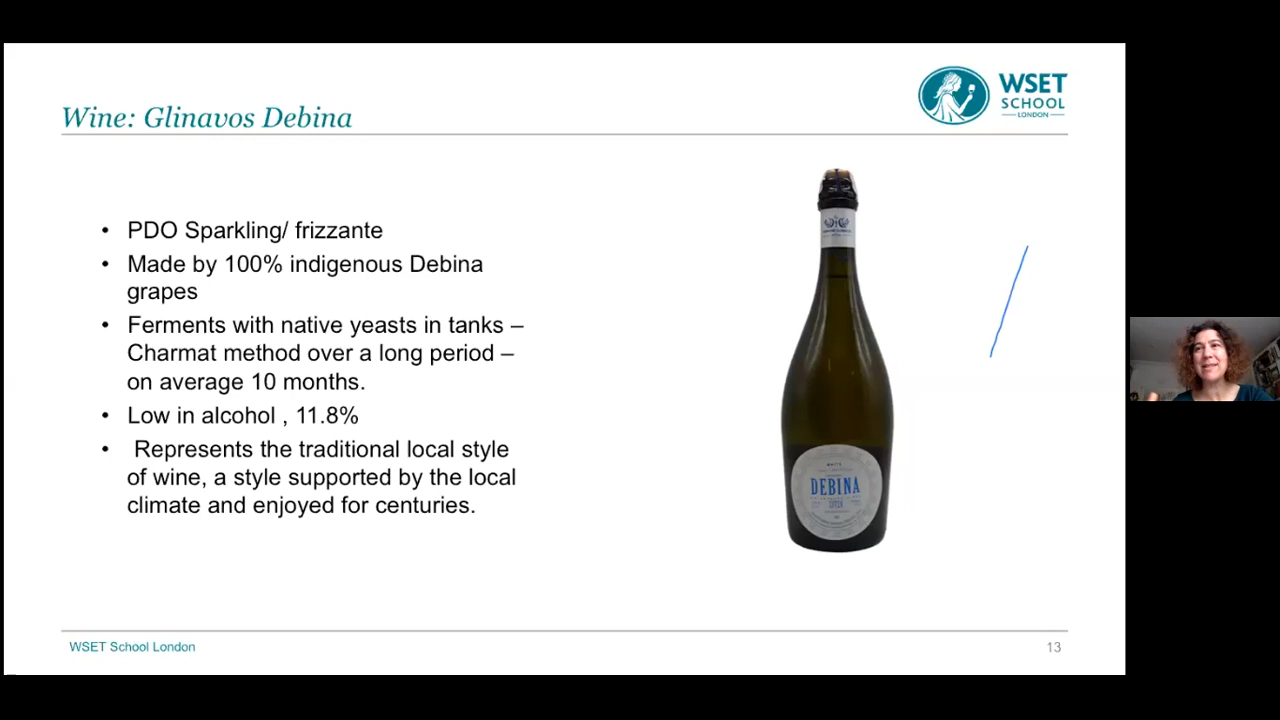 WSET
SCHOOL
LONDON
Wine: Glinavos Debina
• PDO Sparkling/ frizzante
• Made by 100% indigenous Debina
grapes
• Ferments with native yeasts in tanks –
Charmat method over a long period –
on average 10 months.
• Low in alcohol , 11.8%
• Represents the traditional local style
of wine, a style supported by the local
climate and enjoyed for centuries.
DEBINA
WSET School London
13